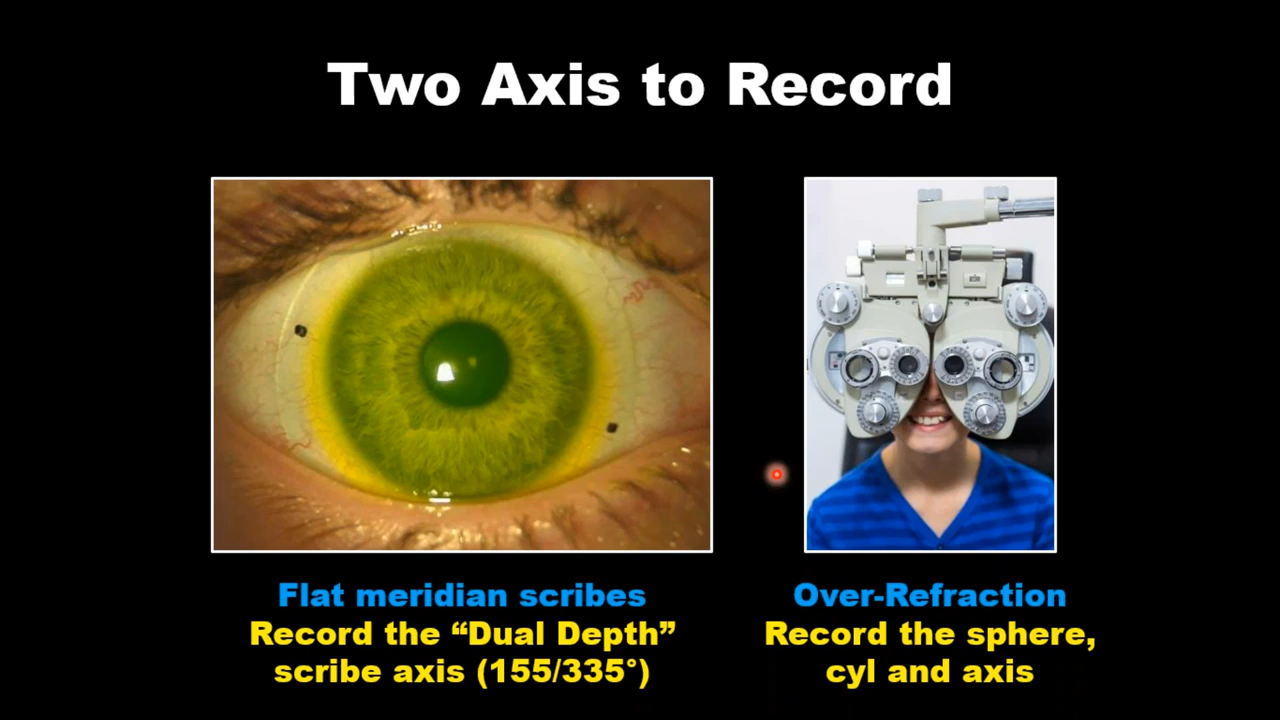 Two Axis to Record
Flat meridian scribes
Record the “Dual Depth”
scribe axis (155/335°)
Over-Refraction
Record the sphere,
cyl and axis